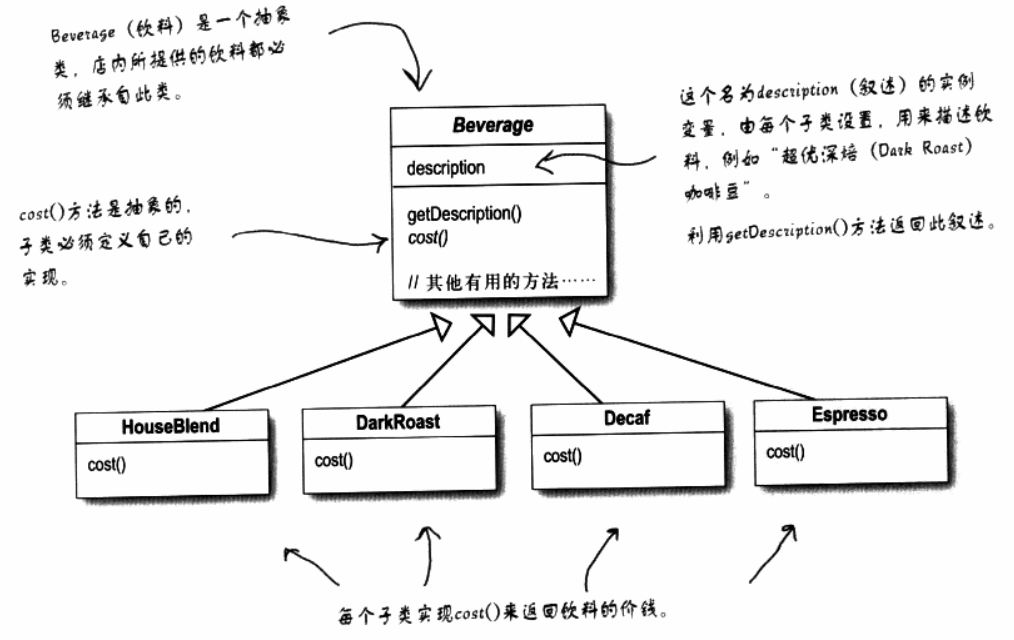 Beverage（饮料）是一个抽象
类，店内所提供的饮料都必
须继承自此类。
这个名为description（叙述）的实例
变量，由每个子类设置，用来描述饮
料，例如“超优深焙（Dark Roast）
咖啡豆”。
利用getDescription()方法返回此叙述。
cost()方法是抽象的，
子类必须定义自己的
实现。
Beverage
description
getDescription()
cost()
// 其他有用的方法……
HouseBlend
cost()
DarkRoast
cost()
Decaf
cost()
Espresso
cost()
每个子类实现cost()来返回饮料的价钱。